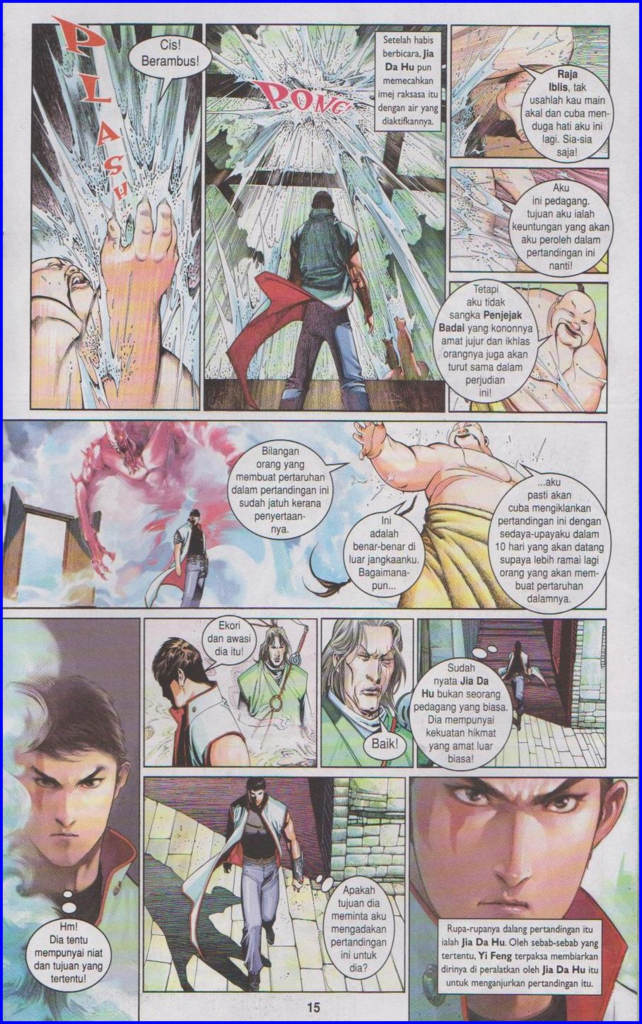 PLASH
Cis!
Berambus!
Setelah habis
berbicara, Jia
Da Hu pun
memecahkan
imej raksasa itu
dengan air yang
diaktifkannya.
PONG
Raja
Iblis, tak
usahlah kau main
akal dan cuba men-
duga hati aku ini
lagi. Sia-sia
saja!
Aku
ini pedagang.
tujuan aku ialah
keuntungan yang akan
aku peroleh dalam
pertandingan ini
nanti!
Tetapi
aku tidak
sangka Penjejak
Badai yang kononnya
amat jujur dan ikhlas
orangnya juga akan
turut sama dalam
perjudian
ini!
Bilangan
orang yang
membuat pertaruhan
dalam pertandingan ini
sudah jatuh kerana
penyertaan-
nya.
Ini
adalah
benar-benar di
luar jangkaanku.
Bagaimana-
pun...
...aku
pasti akan
cuba mengiklankan
pertandingan ini dengan
sedaya-upayaku dalam
10 hari yang akan datang
supaya lebih ramai lagi
orang yang akan mem-
buat pertaruhan
dalamnya.
Hm!
Dia tentu
mempunyai niat
dan tujuan yang
tertentu!
Ekori
dan awasi
dia itu!
Baik!
Sudah
nyata Jia Da
Hu bukan seorang
pedagang yang biasa.
Dia mempunyai
kekuatan hikmat
yang amat luar
biasa!
Apakah
tujuan dia
meminta aku
mengadakan
pertandingan
ini untuk
dia?
Rupa-rupanya dalang pertandingan itu
ialah Jia Da Hu. Oleh sebab-sebab yang
tertentu, Yi Feng terpaksa membiarkan
dirinya di peralatkan oleh Jia Da Hu itu
untuk menganjurkan pertandingan itu.
15